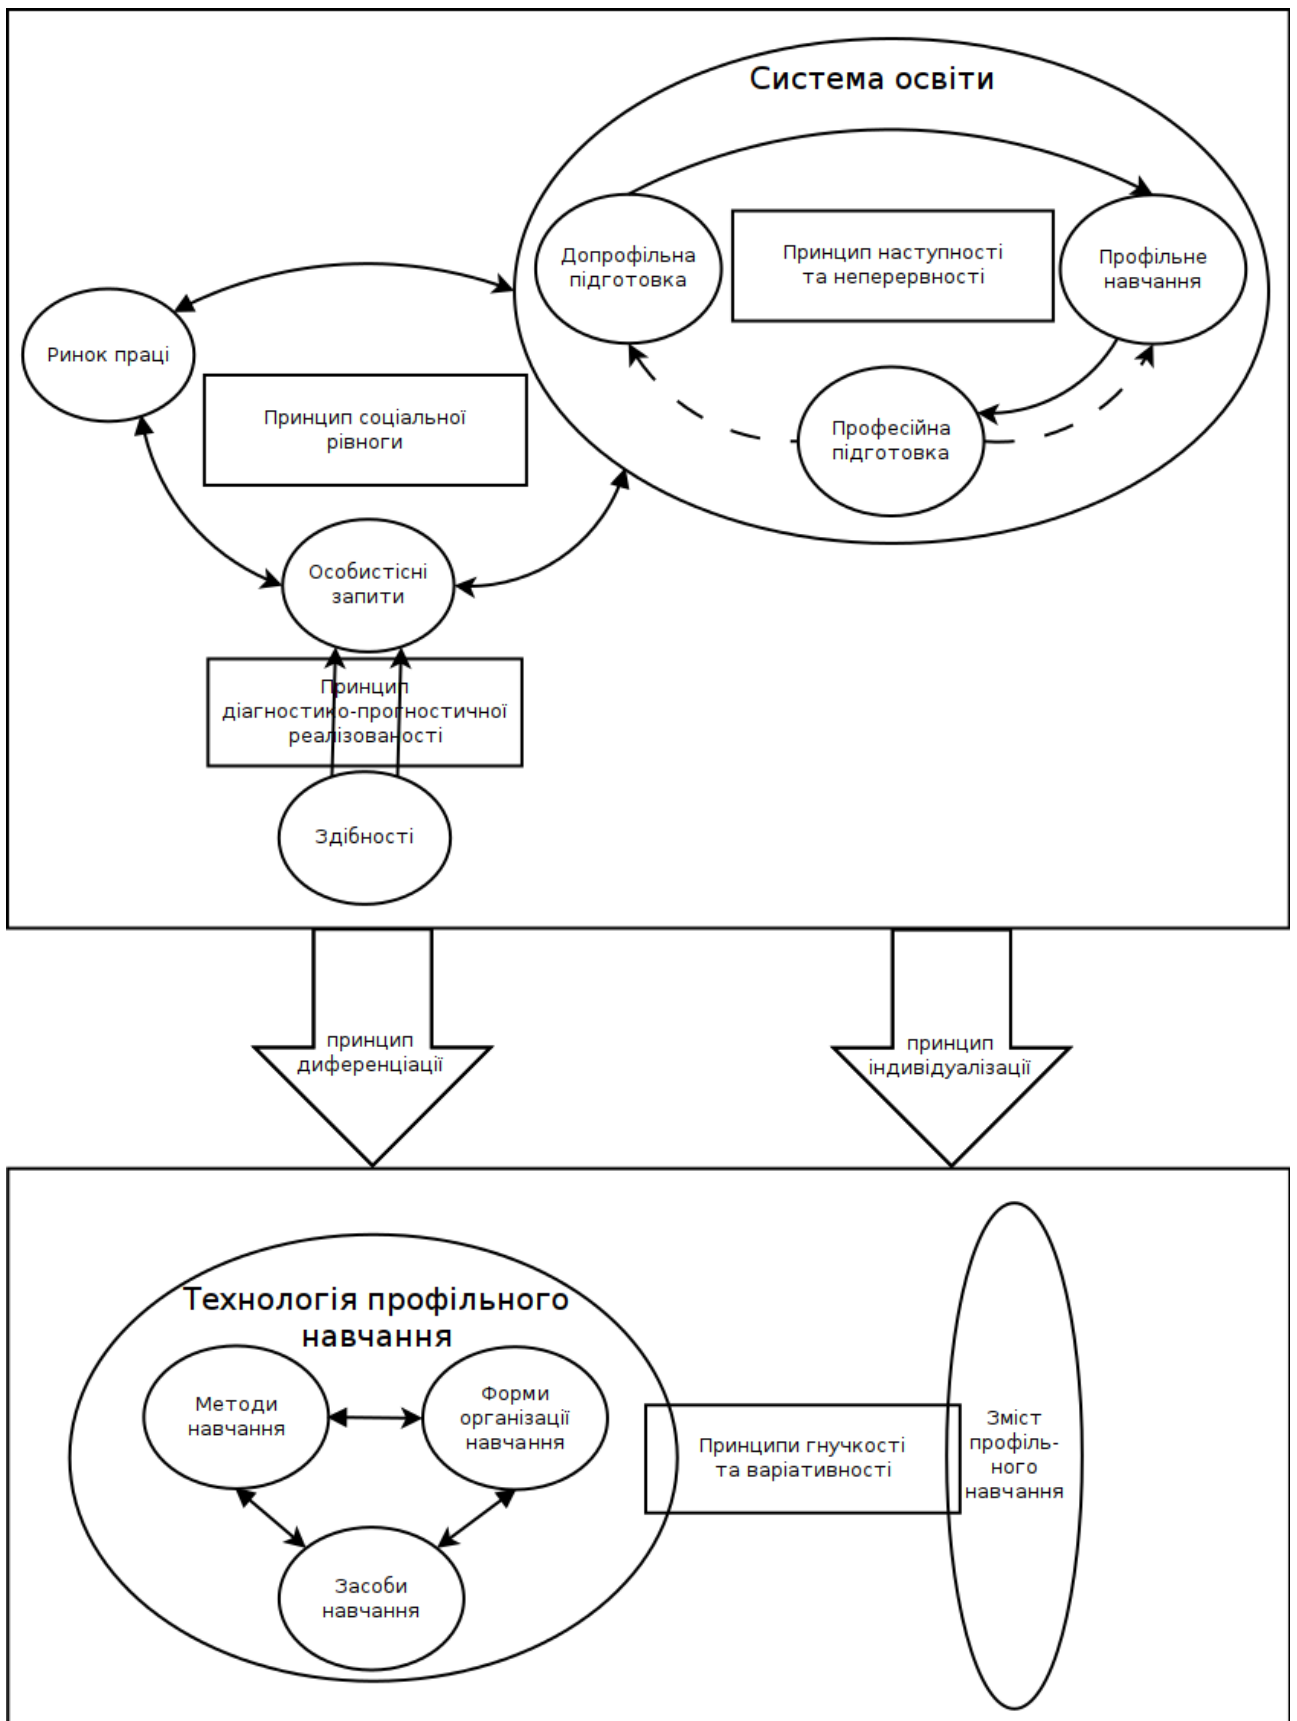 Система освіти
Допрофільна
підготовка
Принцип наступності
та неперервності
Профільне
навчання
Ринок праці
Принцип соціальної
рівноги
Професійна
підготовка
Особистісні
запити
Принцип
діагностико-прогностичної
реалізованості
Здібності
принцип
диференціації
принцип
індивідуалізації
Технологія профільного
навчання
Методи
навчання
Форми
організації
навчання
Засоби
навчання
Принципи гнучкості
та варіативності
Зміст
профіль-
ного
навчання